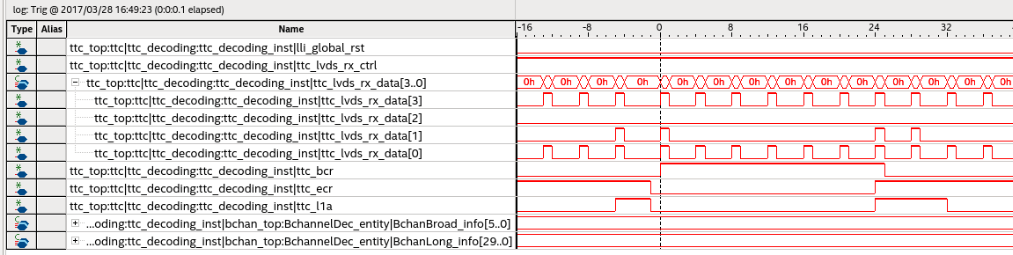 log: Trig @ 2017/03/28 16:49:23 (0:0:0.1 elapsed)
Type Alias Name -16 -8 0 8 16 24 32
ttc_top:ttc|ttc_decoding:ttc_decoding_inst|lli_global_rst
ttc_top:ttc|ttc_decoding:ttc_decoding_inst|ttc_lvds_rx_ctrl
ttc_top:ttc|ttc_decoding:ttc_decoding_inst|ttc_lvds_rx_data[3..0] 0h 0h 0h 0h 0h 0h 0h 0h 0h 0h 0h 0h 0h 0h
ttc_top:ttc|ttc_decoding:ttc_decoding_inst|ttc_lvds_rx_data[3]
ttc_top:ttc|ttc_decoding:ttc_decoding_inst|ttc_lvds_rx_data[2]
ttc_top:ttc|ttc_decoding:ttc_decoding_inst|ttc_lvds_rx_data[1]
ttc_top:ttc|ttc_decoding:ttc_decoding_inst|ttc_lvds_rx_data[0]
ttc_top:ttc|ttc_decoding:ttc_decoding_inst|ttc_bcr
ttc_top:ttc|ttc_decoding:ttc_decoding_inst|ttc_ecr
ttc_top:ttc|ttc_decoding:ttc_decoding_inst|ttc_l1a
...oding:ttc_decoding_inst|bchan_top:BchannelDec_entity|BchanBroad_info[5..0]
...oding:ttc_decoding_inst|bchan_top:BchannelDec_entity|BchanLong_info[29..0]